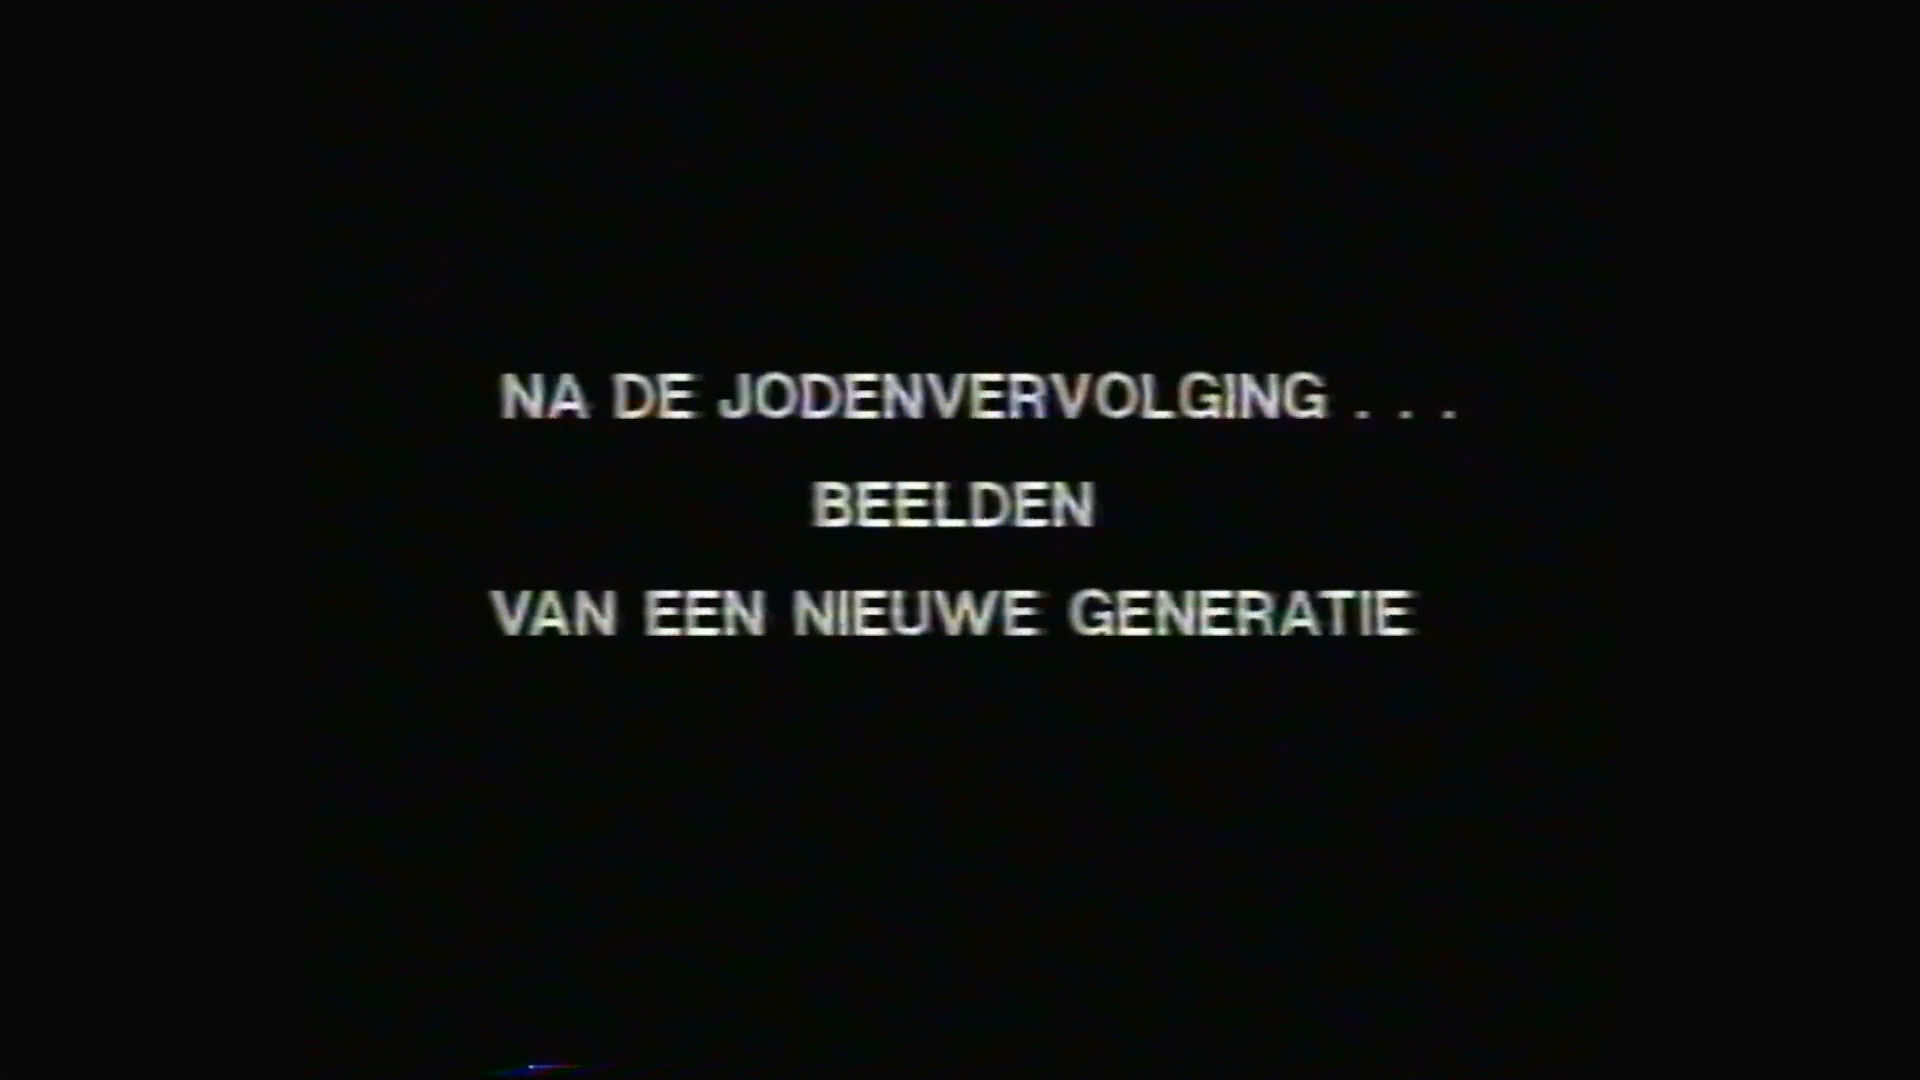 NA DE JODENVERVOLGING . . .
BEELDEN
VAN EEN NIEUWE GENERATIE